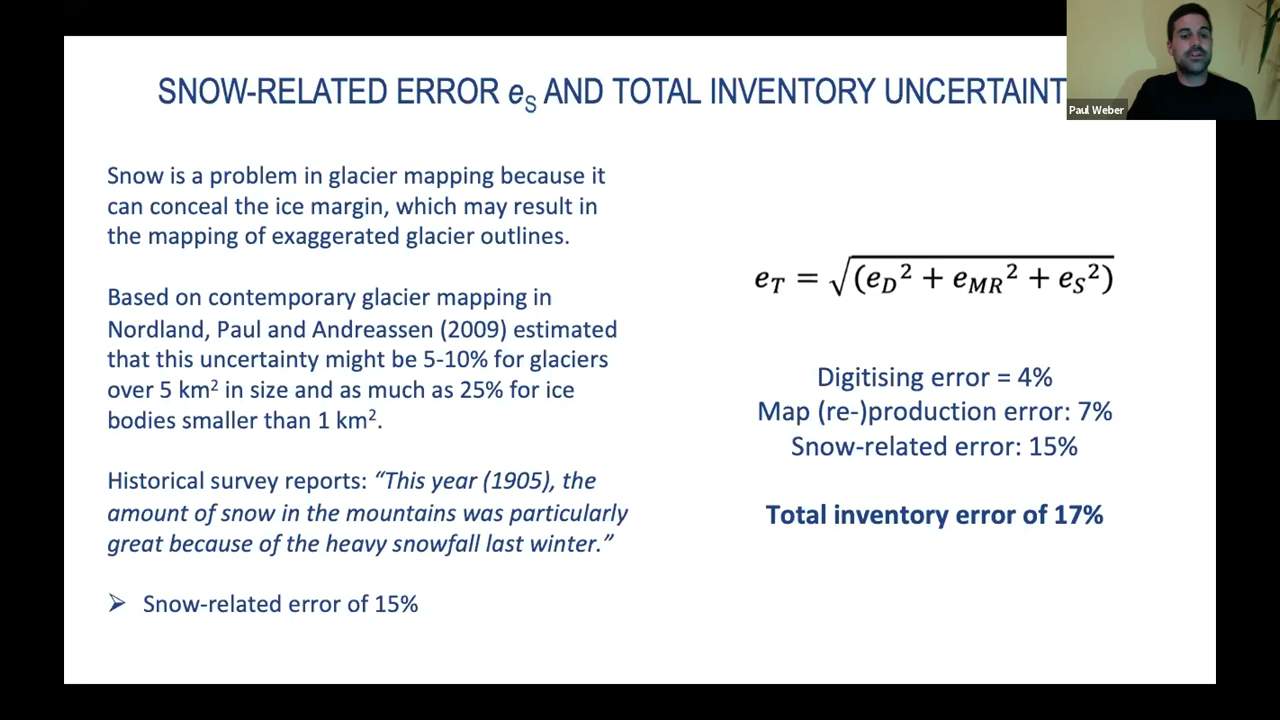 SNOW-RELATED ERROR eS AND TOTAL INVENTORY UNCERTAINT
Paul Weber
Snow is a problem in glacier mapping because it
can conceal the ice margin, which may result in
the mapping of exaggerated glacier outlines.
Based on contemporary glacier mapping in
Nordland, Paul and Andreassen (2009) estimated
that this uncertainty might be 5-10% for glaciers
over 5 km² in size and as much as 25% for ice
bodies smaller than 1 km².
Historical survey reports: “This year (1905), the
amount of snow in the mountains was particularly
great because of the heavy snowfall last winter.”
➢ Snow-related error of 15%
eT = √(eD² + eMR² + eS²)
Digitising error = 4%
Map (re-)production error: 7%
Snow-related error: 15%
Total inventory error of 17%